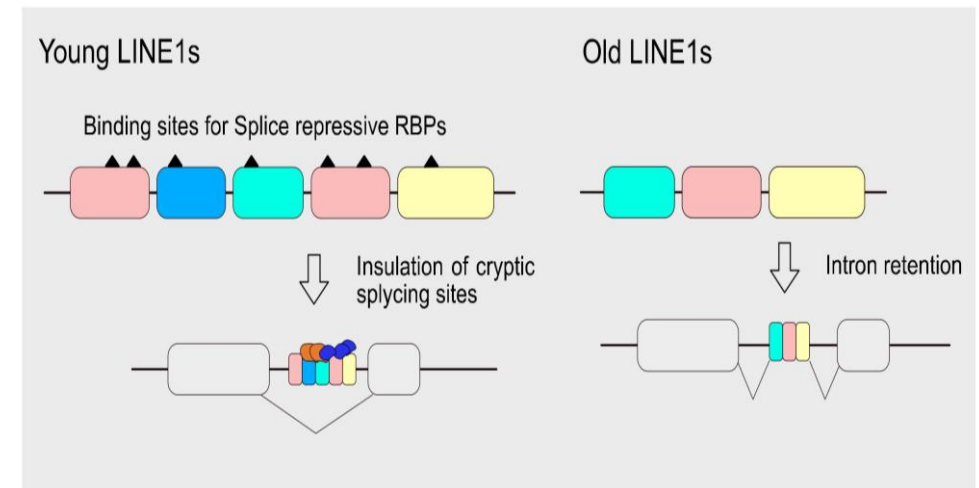 Young LINE1s
Old LINE1s
Binding sites for Splice repressive RBPs
Insulation of cryptic
splycing sites
Intron retention